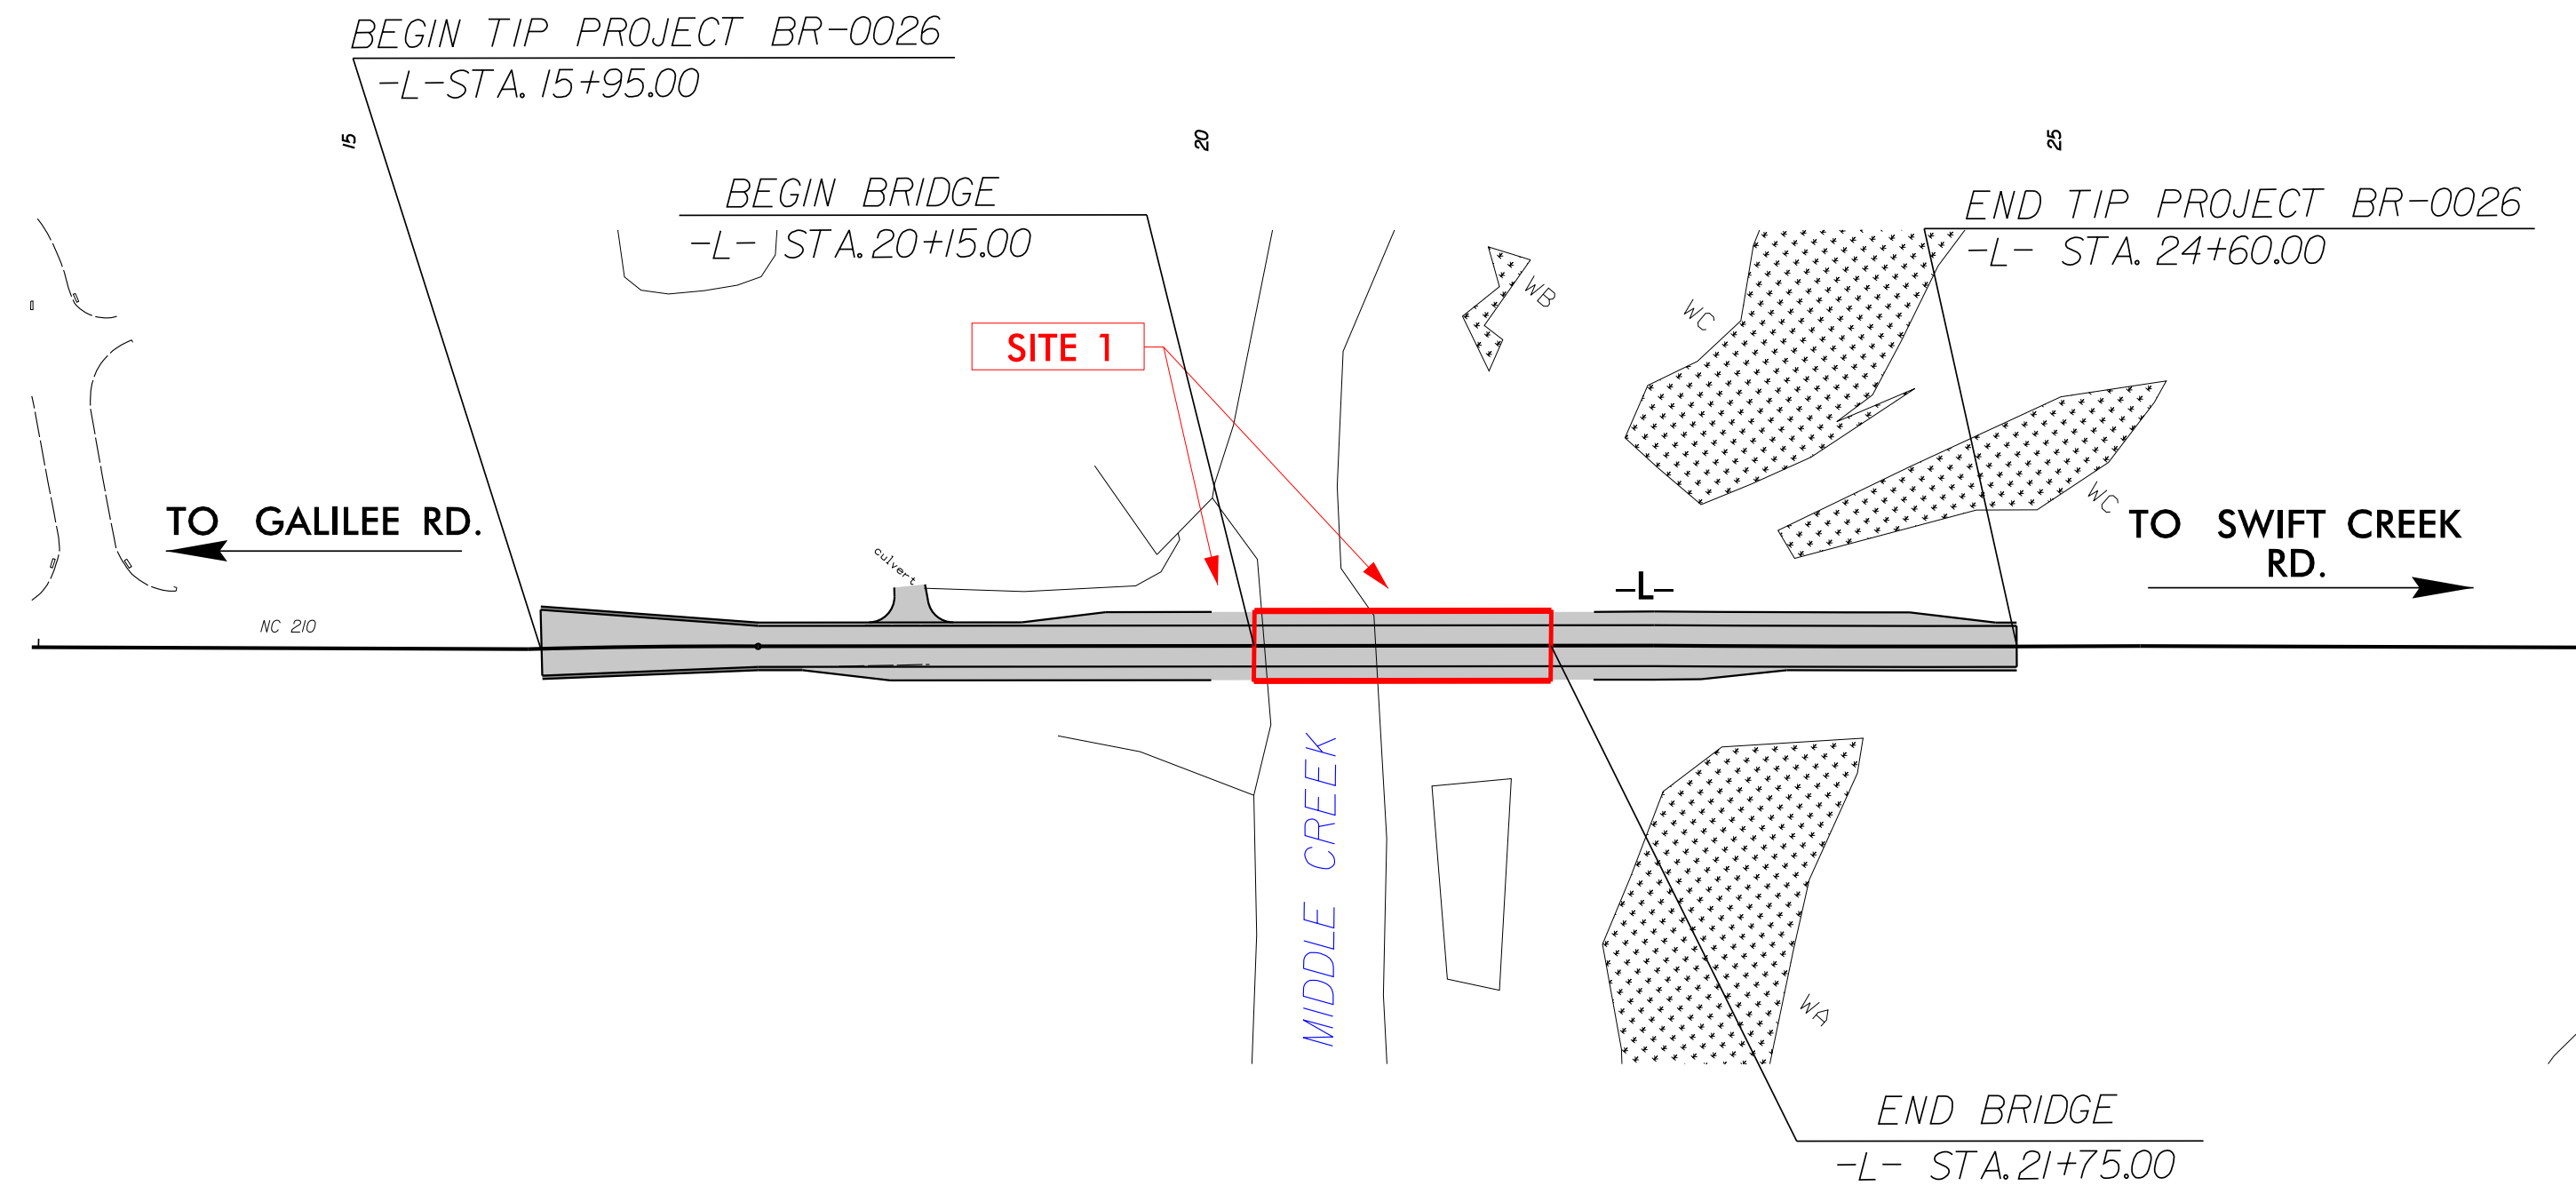 BEGIN TIP PROJECT BR-0026
-L-STA. 15+95.00
15
20
25
BEGIN BRIDGE
-L- STA. 20+15.00
END TIP PROJECT BR-0026
-L- STA. 24+60.00
WB
WC
SITE 1
WC
TO GALILEE RD.
TO SWIFT CREEK
RD.
culvert
-L-
NC 210
MIDDLE CREEK
WA
END BRIDGE
-L- STA. 21+75.00